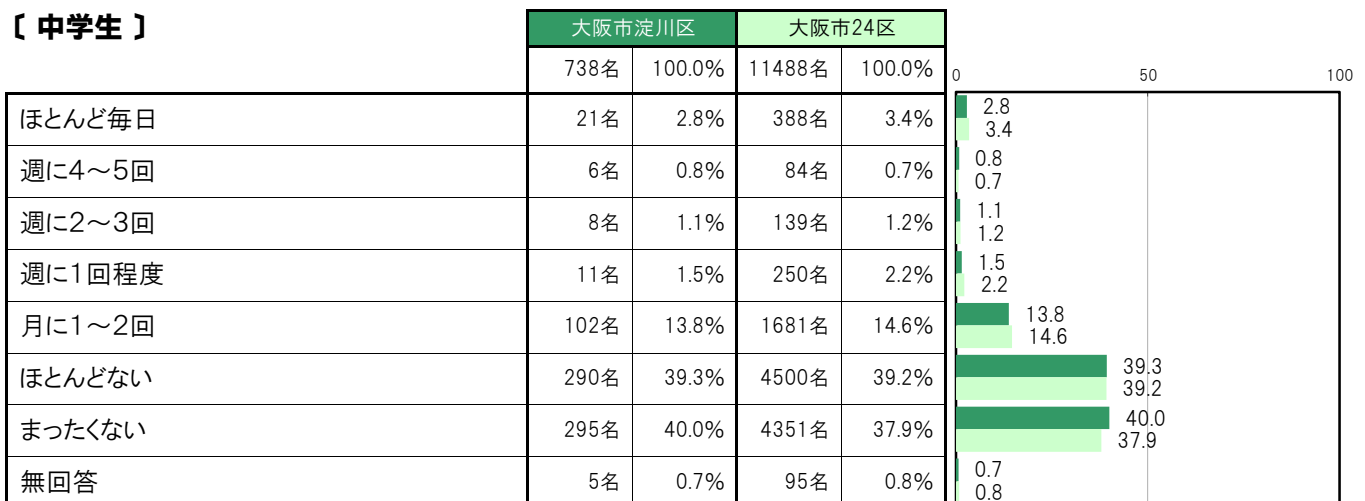 〔 中学生 〕
大阪市淀川区 大阪市24区
738名 100.0% 11488名 100.0%
0 50 100
ほとんど毎日 21名 2.8% 388名 3.4% 2.8
3.4
週に4～5回 6名 0.8% 84名 0.7% 0.8
0.7
週に2～3回 8名 1.1% 139名 1.2% 1.1
1.2
週に1回程度 11名 1.5% 250名 2.2% 1.5
2.2
月に1～2回 102名 13.8% 1681名 14.6% 13.8
14.6
ほとんどない 290名 39.3% 4500名 39.2% 39.3
39.2
まったくない 295名 40.0% 4351名 37.9% 40.0
37.9
無回答 5名 0.7% 95名 0.8% 0.7
0.8